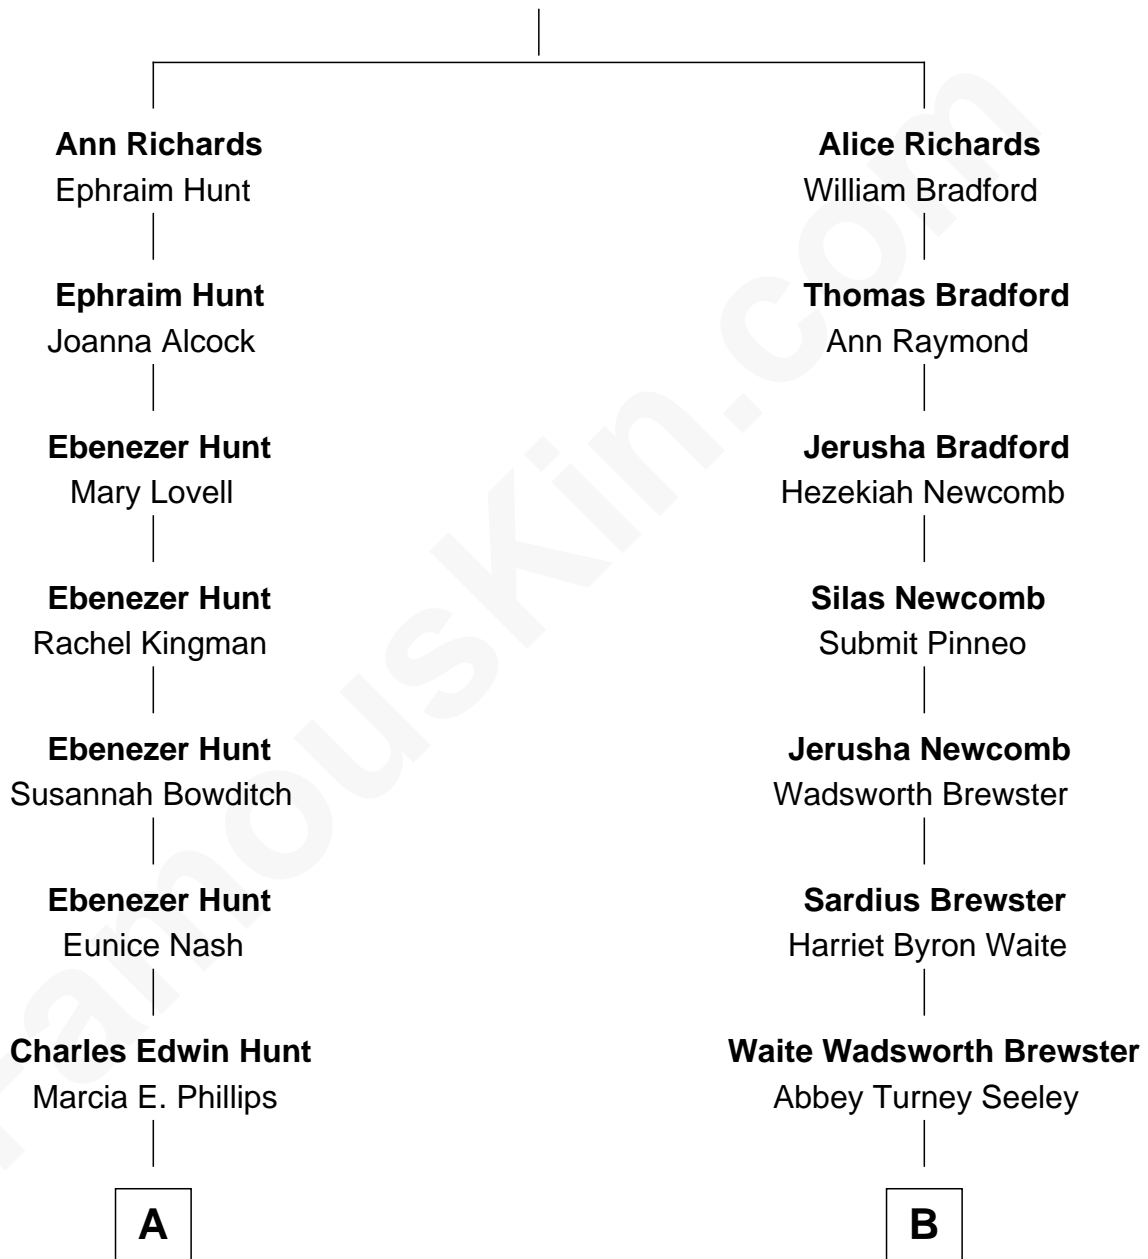 Ann Richards
Ephraim Hunt
Ephraim Hunt
Joanna Alcock
Ebenezer Hunt
Mary Lovell
Ebenezer Hunt
Rachel Kingman
Ebenezer Hunt
Susannah Bowditch
Ebenezer Hunt
Eunice Nash
Charles Edwin Hunt
Marcia E. Phillips
A
Alice Richards
William Bradford
Thomas Bradford
Ann Raymond
Jerusha Bradford
Hezekiah Newcomb
Silas Newcomb
Submit Pinneo
Jerusha Newcomb
Wadsworth Brewster
Sardius Brewster
Harriet Byron Waite
Waite Wadsworth Brewster
Abbey Turney Seeley
B
FamousKin.com